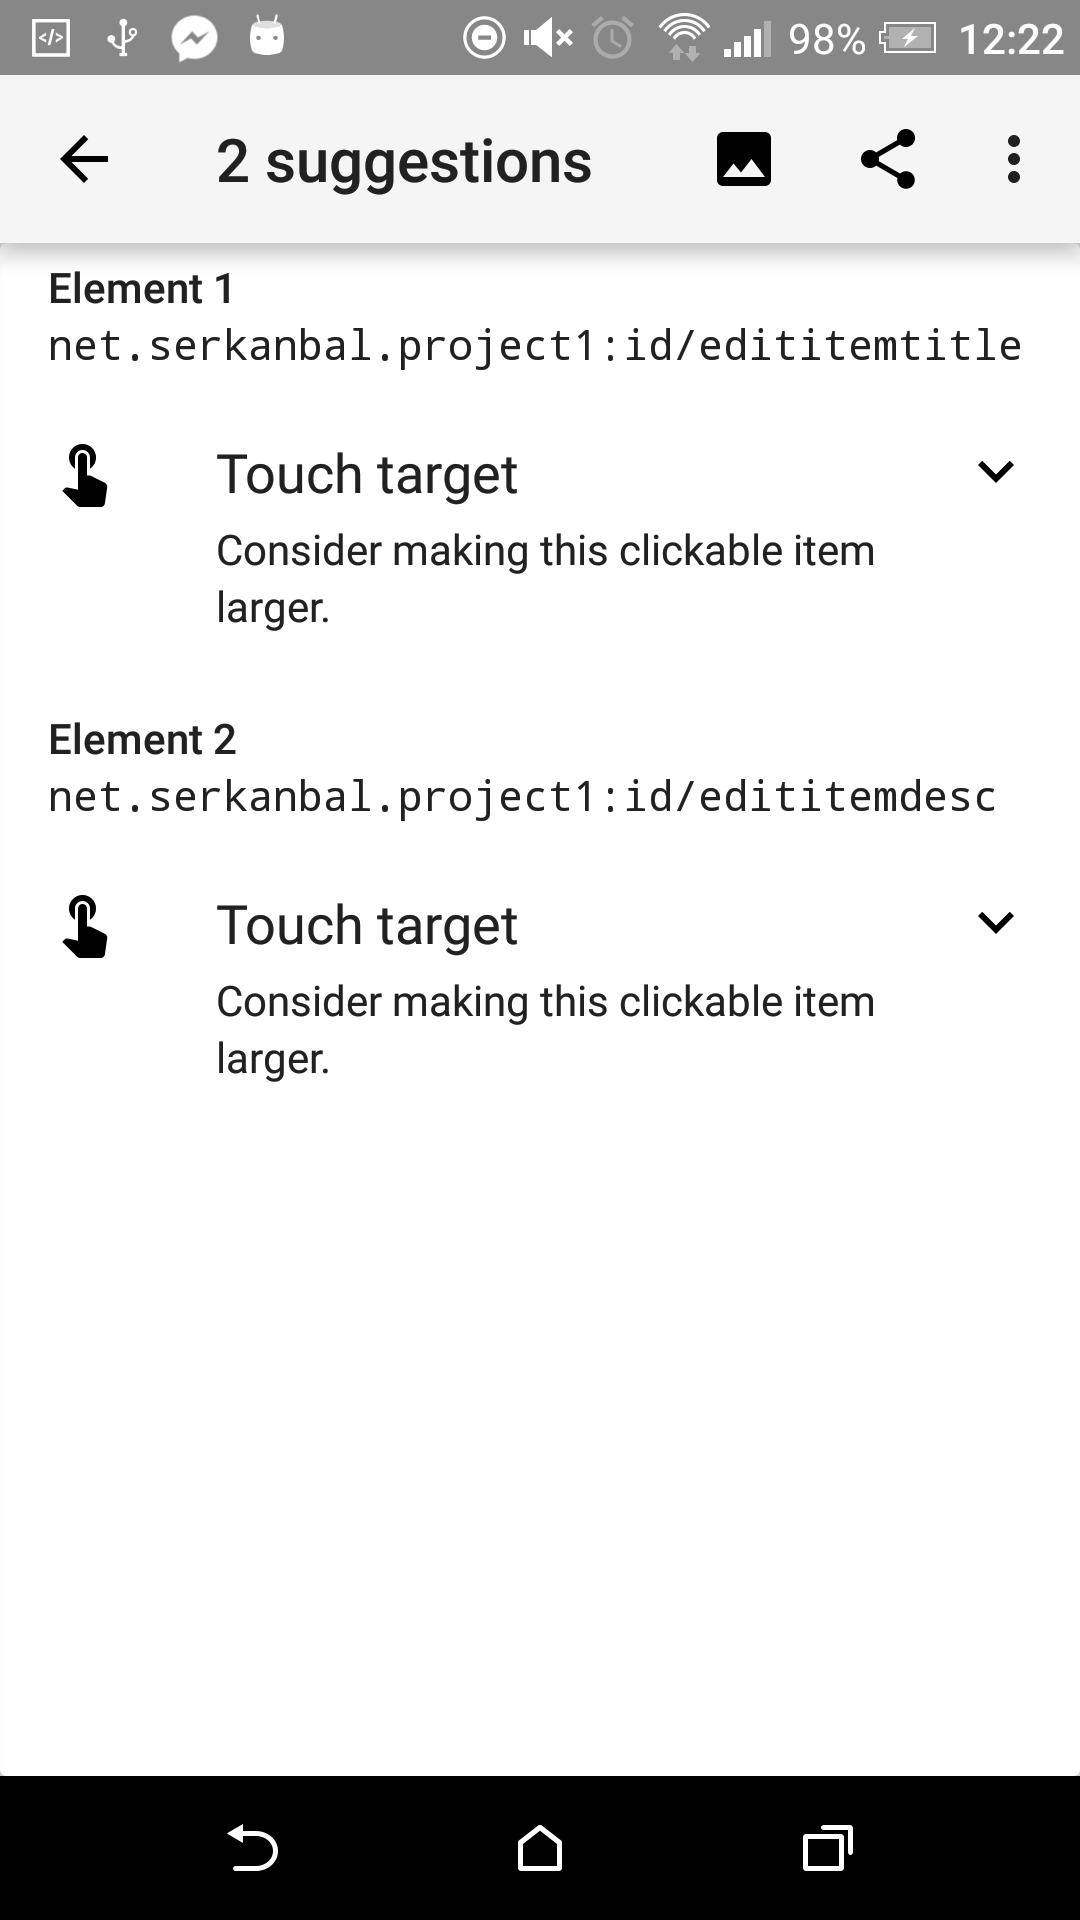 98% 12:22
2 suggestions
Element 1
net.serkanbal.project1:id/edititemtitle
Touch target
Consider making this clickable item
larger.
Element 2
net.serkanbal.project1:id/edititemdesc
Touch target
Consider making this clickable item
larger.